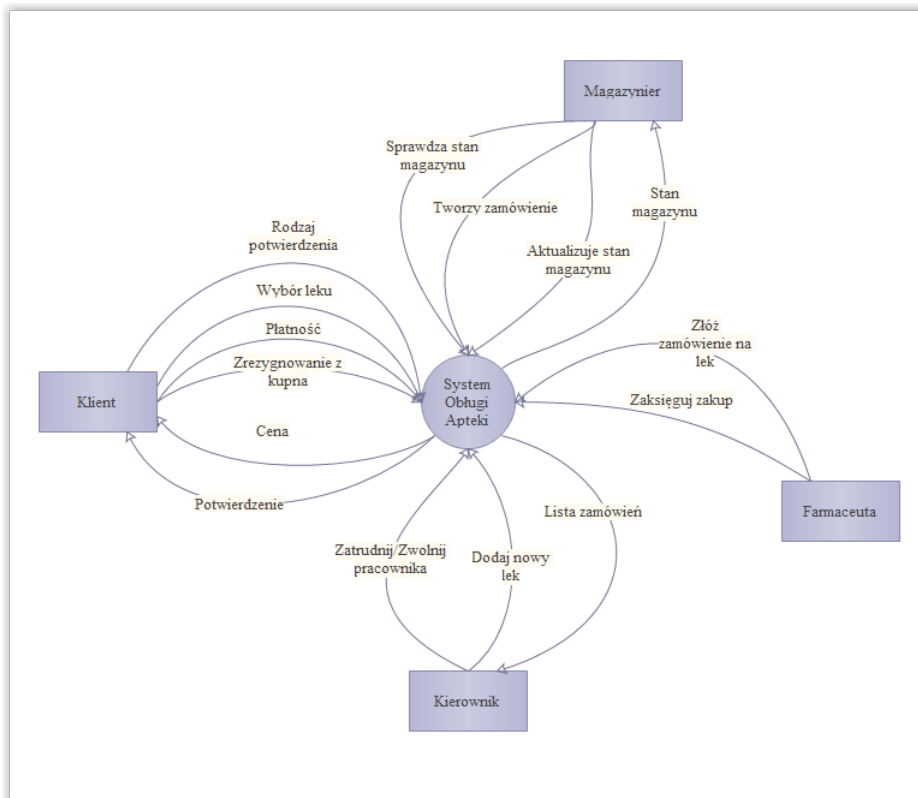 Magazynier
Sprawdza stan
magazynu
Tworzy zamówienie
Stan
magazynu
Aktualizuje stan
magazynu
Rodzaj
potwierdzenia
Wybór leku
Płatność
Zrezygnowanie z
kupna
Klient
Cena
Potwierdzenie
System
Obługi
Apteki
Złóż
zamówienie na
lek
Zaksięguj zakup
Farmaceuta
Lista zamówień
Zatrudnij/Zwolnij
pracownika
Dodaj nowy
lek
Kierownik